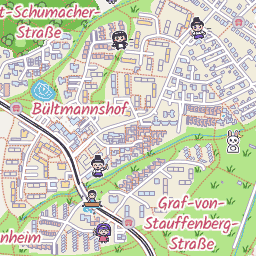 t-Schumacher-
Straße
Bültmannshof
Graf-von-
Stauffenberg-
Straße
nheim